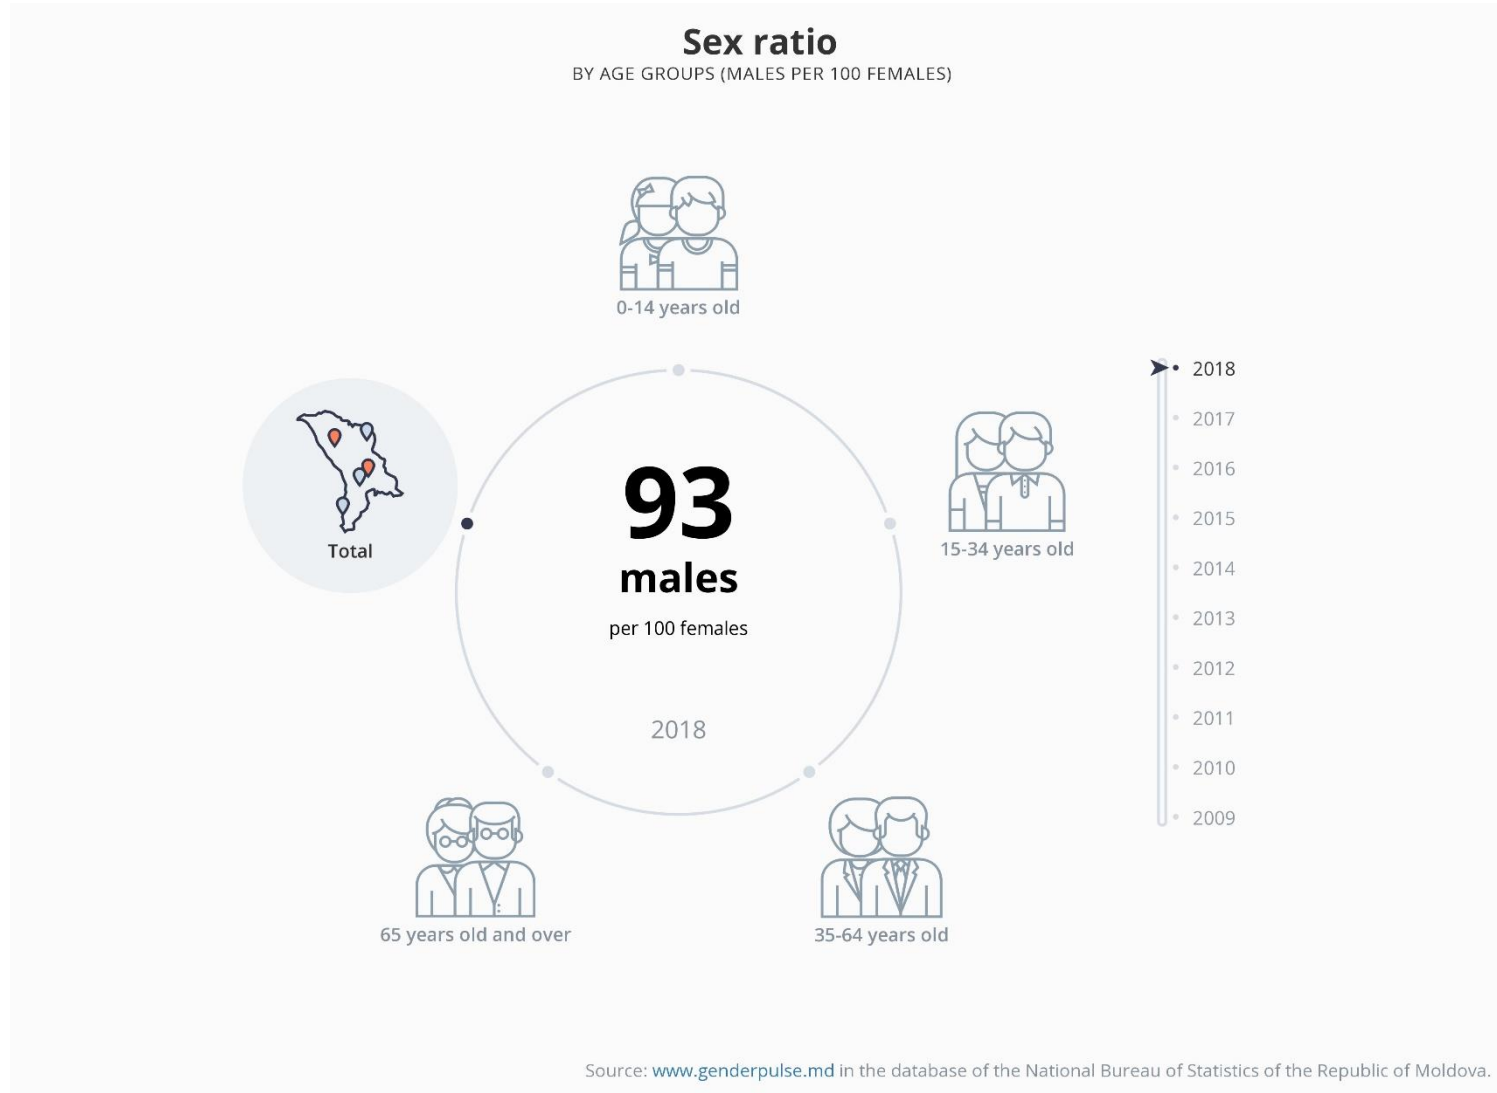 Sex ratio
BY AGE GROUPS (MALES PER 100 FEMALES)
0-14 years old
Total
93
males
per 100 females
2018
15-34 years old
2018
2017
2016
2015
2014
2013
2012
2011
2010
2009
65 years old and over
35-64 years old
Source: www.genderpulse.md in the database of the National Bureau of Statistics of the Republic of Moldova.